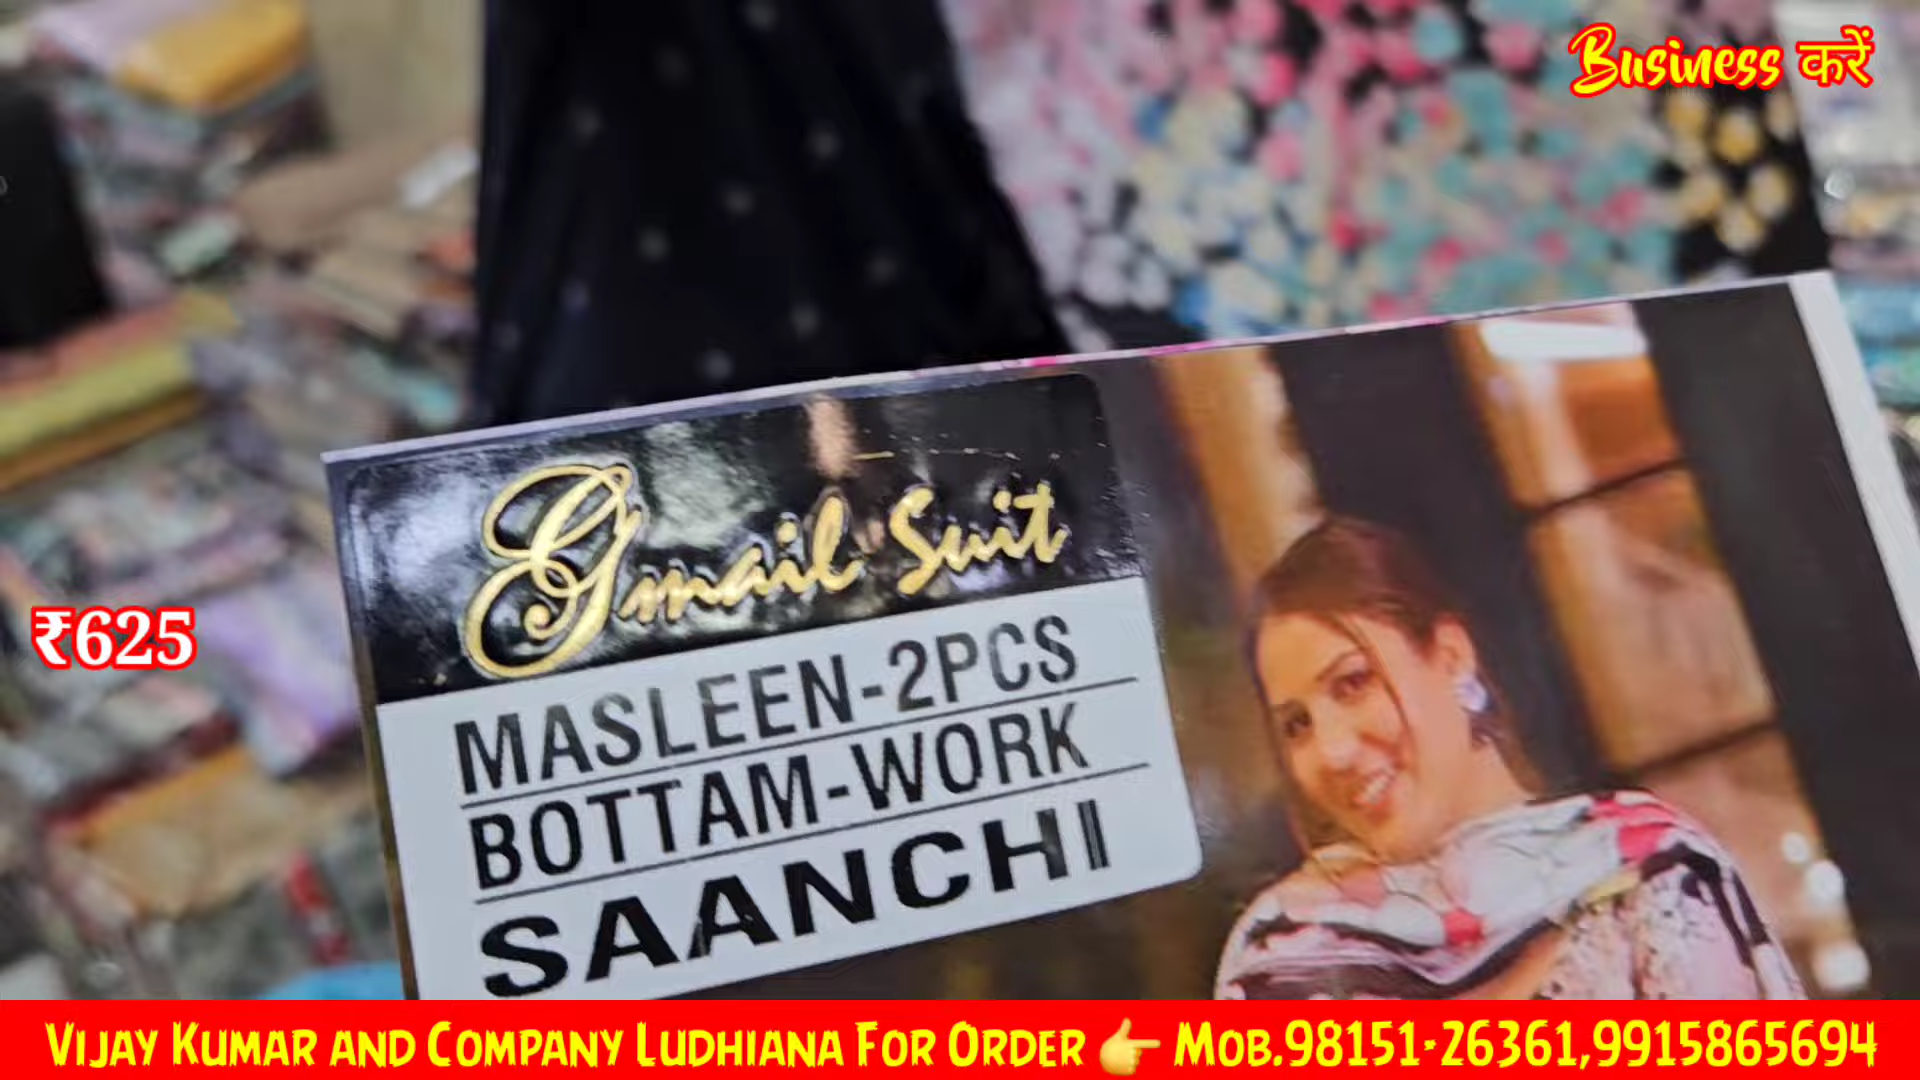 Business करें
Gmail Suit
MASLEEN-2PCS
BOTTAM-WORK
SAANCHI
₹625
VIJAY KUMAR AND COMPANY LUDHIANA FOR ORDER 👉 MOB.98151-26361,9915865694